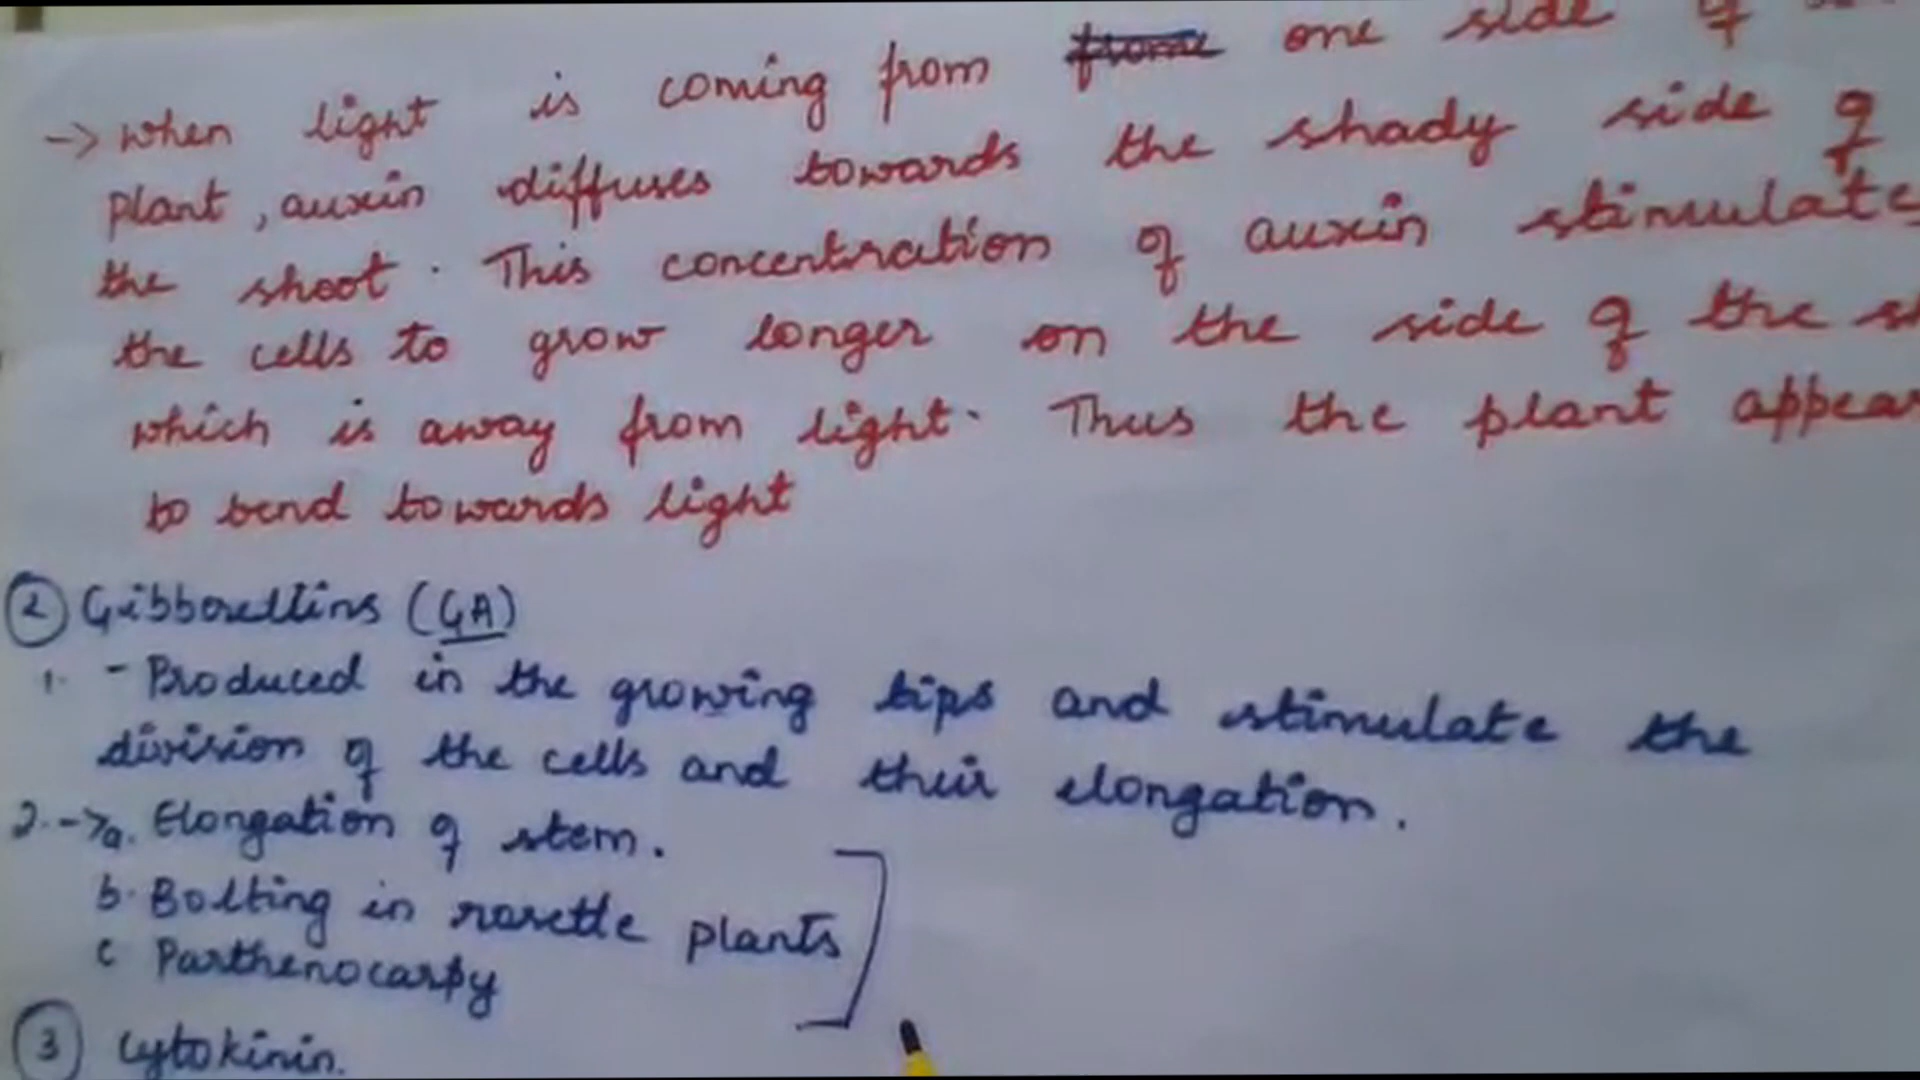 -> when light is coming from frome one side of
plant, auxin diffuses towards the shady side of
the shoot. This concentration of auxin stimulate
the cells to grow longer on the side of the
which is away from light. Thus the plant appear
to bend towards light
2 Gibberellins (GA)
1. - Produced in the growing tips and stimulate the
division of the cells and their elongation.
2. -> a. Elongation of stem.
b. Bolting in rosette plants
c Parthenocarpy
3 Cytokinin.